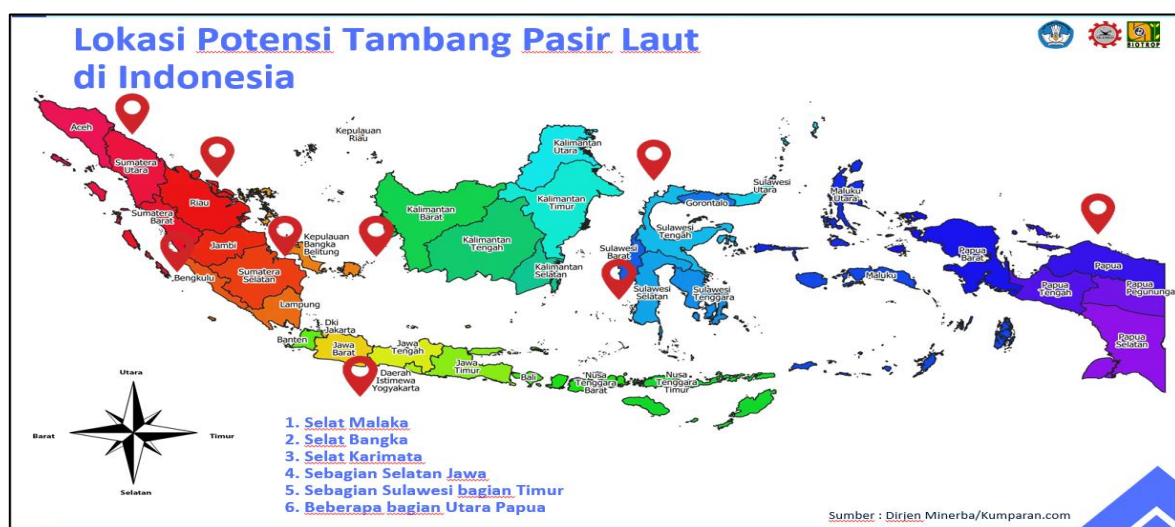 Lokasi Potensi Tambang Pasir Laut
di Indonesia
BIOTROP
Aceh
Sumatera
Utara
Kepulauan
Riau
Riau
Sumatera
Barat
Jambi
Kepulauan
Bangka
Belitung
Bengkulu
Sumatera
Selatan
Lampung
Kalimantan
Utara
Kalimantan
Barat
Kalimantan
Timur
Kalimantan
Tengah
Kalimantan
Selatan
Sulawesi
Utara
Gorontalo
Sulawesi
Tengah
Sulawesi
Barat
Sulawesi
Selatan
Sulawesi
Tenggara
Maluku
Utara
Maluku
Papua
Barat
Papua
Papua
Tengah
Papua
Pegununga
Papua
Selatan
Dki
Jakarta
Banten
Jawa
Barat
Jawa
Tengah
Daerah
Istimewa
Yogyakarta
Jawa
Timur
Bali
Nusa
Tenggara
Barat
Nusa
Tenggara
Timur
Utara
Barat
Timur
Selatan
1. Selat Malaka
2. Selat Bangka
3. Selat Karimata
4. Sebagian Selatan Jawa
5. Sebagian Sulawesi bagian Timur
6. Beberapa bagian Utara Papua
Sumber : Dirjen Minerba/Kumparan.com